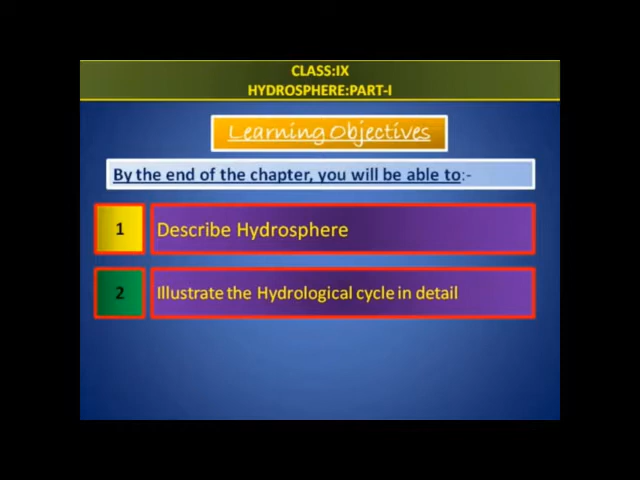 CLASS:IX
HYDROSPHERE:PART-I
Learning Objectives
By the end of the chapter, you will be able to:-
1 Describe Hydrosphere
2 Illustrate the Hydrological cycle in detail